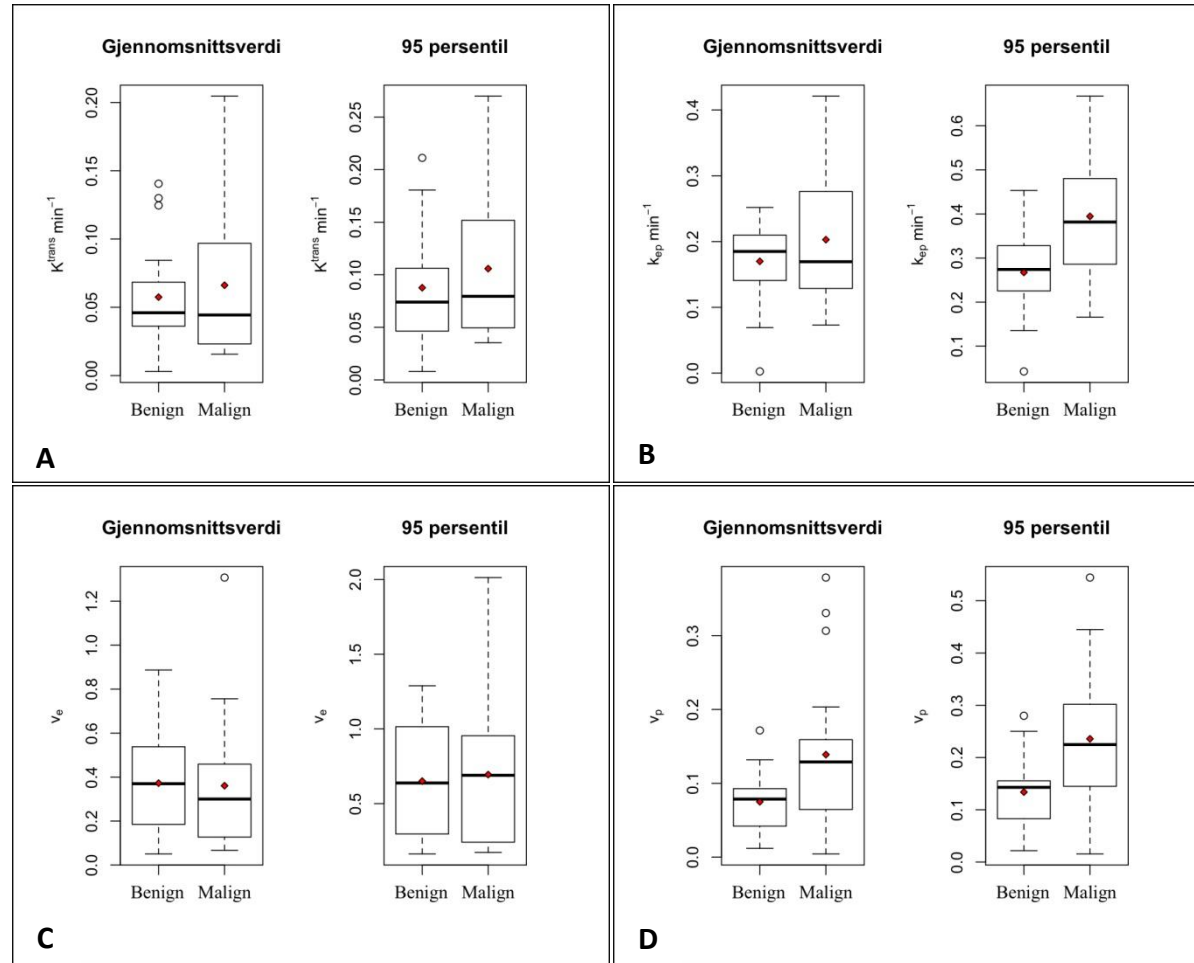 Gjennomsnittsverdi
K^trans min^−1
0.20
0.15
0.10
0.05
0.00
Benign Malign
95 persentil
K^trans min^−1
0.25
0.20
0.15
0.10
0.05
0.00
Benign Malign
A
Gjennomsnittsverdi
k_ep min^−1
0.4
0.3
0.2
0.1
0.0
Benign Malign
95 persentil
k_ep min^−1
0.6
0.5
0.4
0.3
0.2
0.1
Benign Malign
B
Gjennomsnittsverdi
v_e
1.2
1.0
0.8
0.6
0.4
0.2
0.0
Benign Malign
95 persentil
v_e
2.0
1.5
1.0
0.5
Benign Malign
C
Gjennomsnittsverdi
v_p
0.3
0.2
0.1
0.0
Benign Malign
95 persentil
v_p
0.5
0.4
0.3
0.2
0.1
0.0
Benign Malign
D